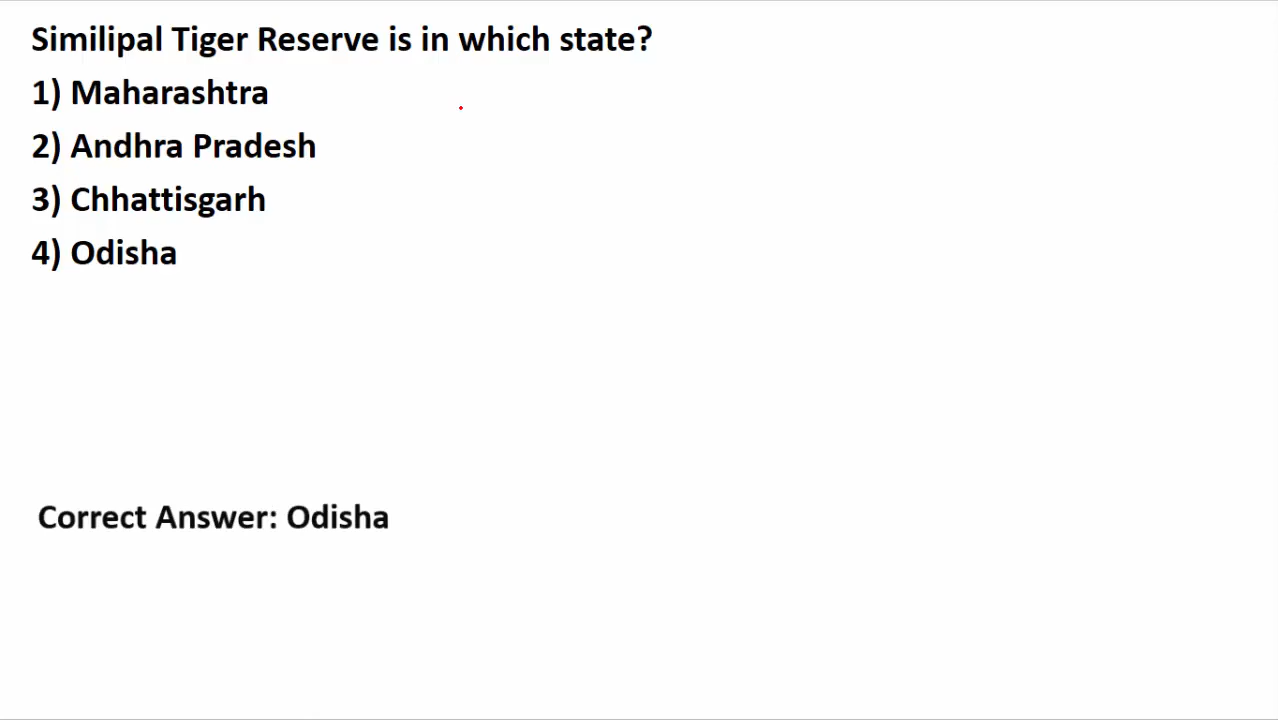 Similipal Tiger Reserve is in which state?
1) Maharashtra
2) Andhra Pradesh
3) Chhattisgarh
4) Odisha
Correct Answer: Odisha